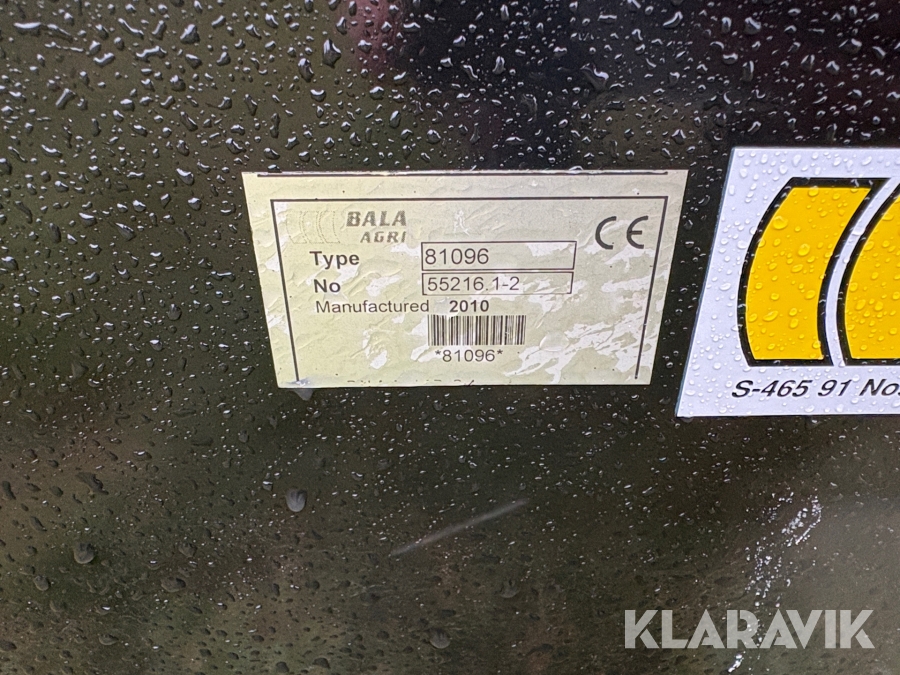 BALA
AGRI
CE
Type 81096
No 55216.1-2
Manufactured 2010
*81096*
S-465 91 No
KLARAVIK